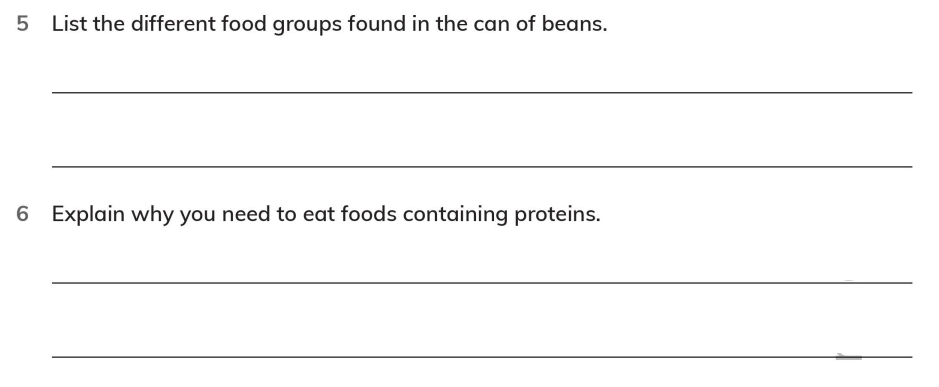 5 List the different food groups found in the can of beans.
6 Explain why you need to eat foods containing proteins.